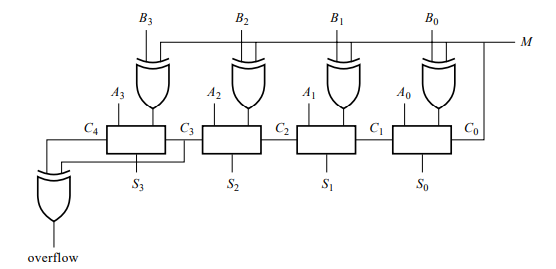 B₃ B₂ B₁ B₀
M
A₃ A₂ A₁ A₀
C₄ C₃ C₂ C₁ C₀
S₃ S₂ S₁ S₀
overflow